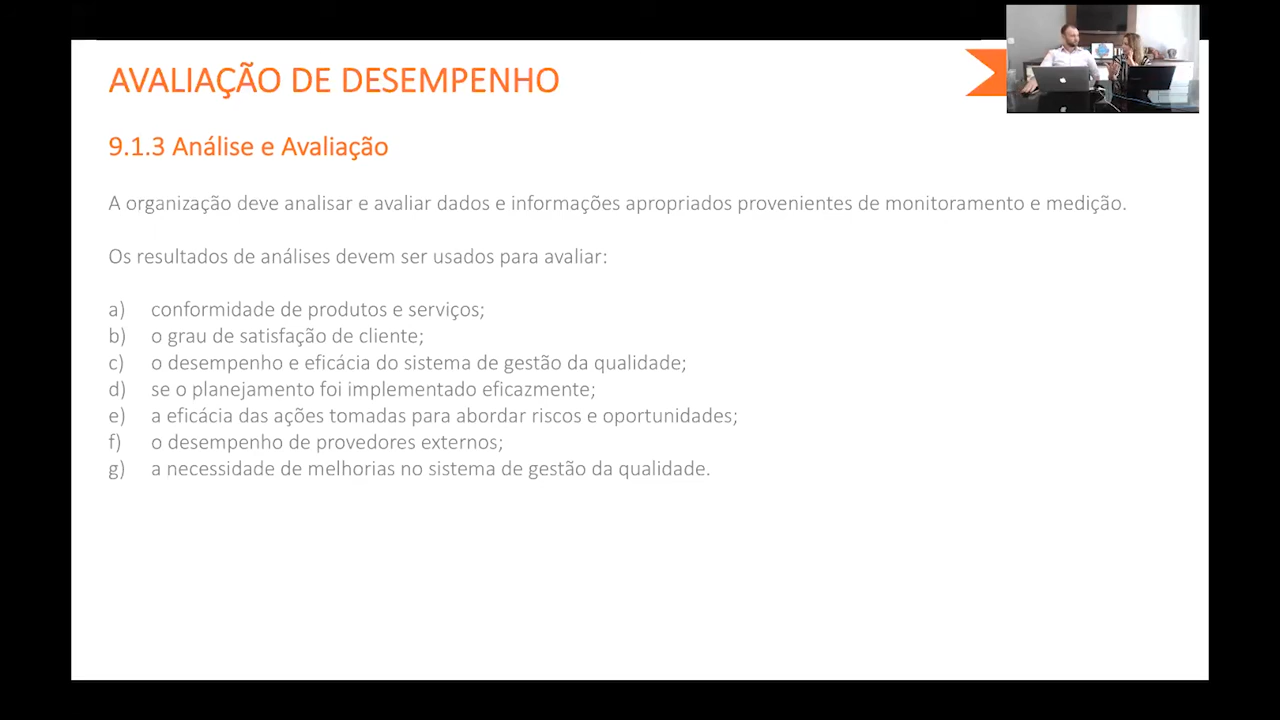 AVALIAÇÃO DE DESEMPENHO
9.1.3 Análise e Avaliação
A organização deve analisar e avaliar dados e informações apropriados provenientes de monitoramento e medição.
Os resultados de análises devem ser usados para avaliar:
a) conformidade de produtos e serviços;
b) o grau de satisfação de cliente;
c) o desempenho e eficácia do sistema de gestão da qualidade;
d) se o planejamento foi implementado eficazmente;
e) a eficácia das ações tomadas para abordar riscos e oportunidades;
f) o desempenho de provedores externos;
g) a necessidade de melhorias no sistema de gestão da qualidade.